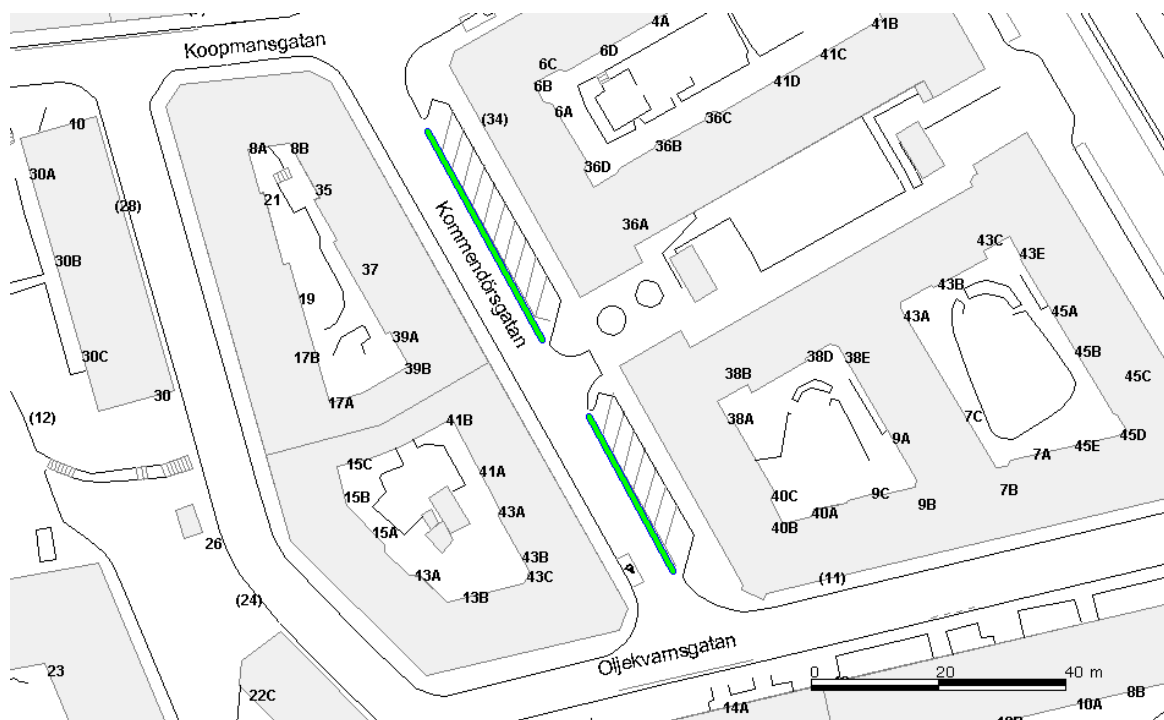 Koopmansgatan
4A
41B
6D
6C
41C
6B
41D
6A
36C
(34)
10
36B
8A
8B
36D
30A
35
21
(28)
36A
Kommendörsgatan
43C
43E
30B
37
43B
19
45A
43A
39A
45B
30C
17B
38D
38E
39B
38B
45C
30
17A
(12)
41B
38A
7C
9A
45D
15C
41A
7A
45E
15B
40C
9C
7B
9B
43A
40A
40B
15A
26
43B
13A
43C
(11)
13B
(24)
P
Oljekvarnsgatan
23
0 20 40 m
22C
14A
10A
8B